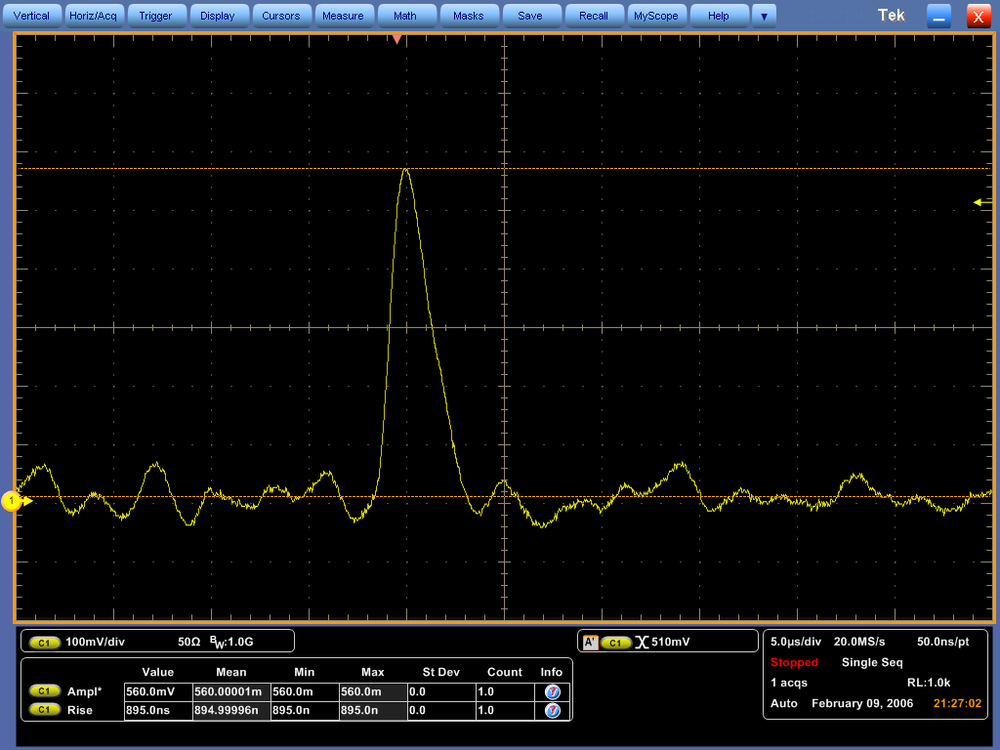 Vertical Horiz/Acq Trigger Display Cursors Measure Math Masks Save Recall MyScope Help Tek X
1
C1 100mV/div 50Ω BW:1.0G
A' C1 510mV
5.0µs/div 20.0MS/s 50.0ns/pt
Stopped Single Seq
1 acqs RL:1.0k
Auto February 09, 2006 21:27:02
Value Mean Min Max St Dev Count Info
C1 Ampl* 560.0mV 560.00001m 560.0m 560.0m 0.0 1.0
C1 Rise 895.0ns 894.99996n 895.0n 895.0n 0.0 1.0